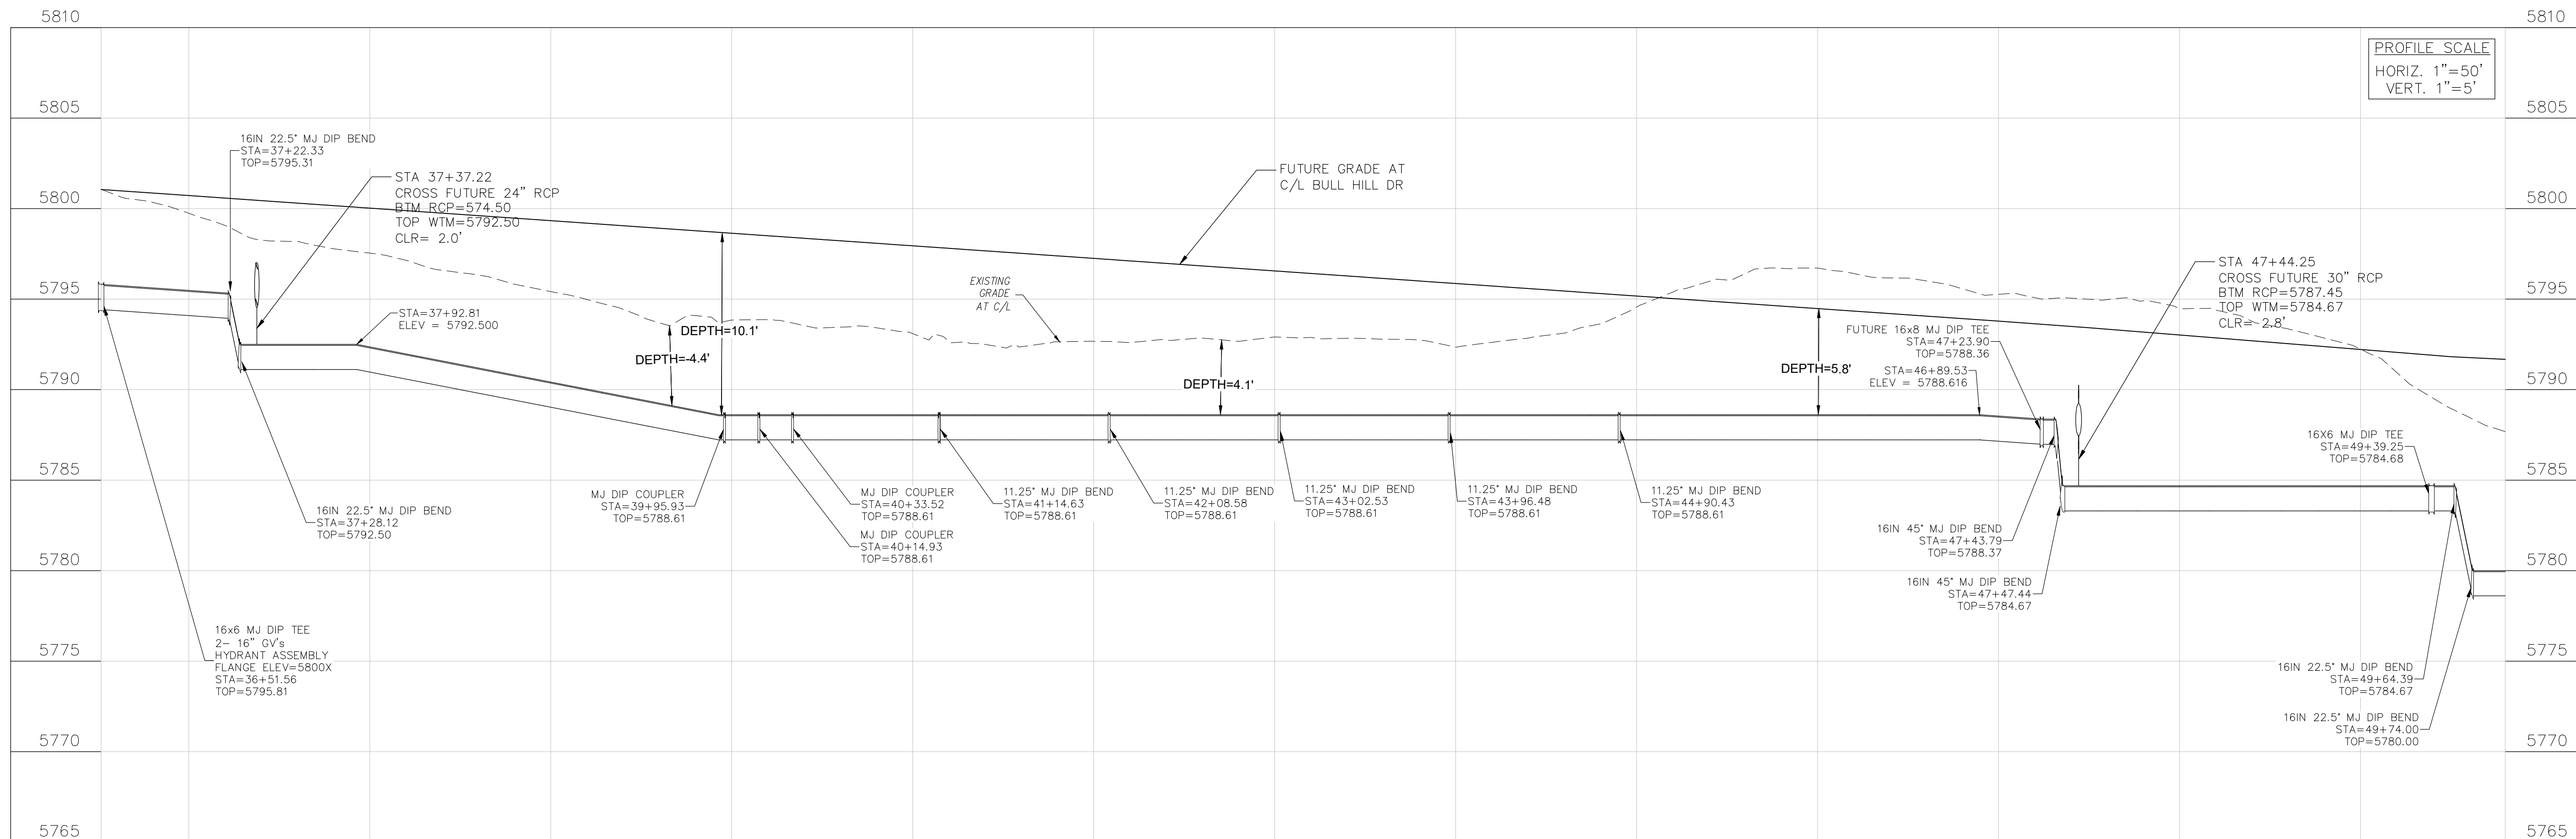 5810
5805
5800
5795
5790
5785
5780
5775
5770
5765
5810
5805
5800
5795
5790
5785
5780
5775
5770
5765
PROFILE SCALE
HORIZ. 1"=50'
VERT. 1"=5'
16IN 22.5° MJ DIP BEND
STA=37+22.33
TOP=5795.31
STA 37+37.22
CROSS FUTURE 24" RCP
BTM RCP=574.50
TOP WTM=5792.50
CLR= 2.0'
STA=37+92.81
ELEV = 5792.500
FUTURE GRADE AT
C/L BULL HILL DR
EXISTING
GRADE
AT C/L
DEPTH=10.1'
DEPTH=-4.4'
DEPTH=4.1'
DEPTH=5.8'
FUTURE 16x8 MJ DIP TEE
STA=47+23.90
TOP=5788.36
STA=46+89.53
ELEV = 5788.616
STA 47+44.25
CROSS FUTURE 30" RCP
BTM RCP=5787.45
TOP WTM=5784.67
CLR= 2.8'
16X6 MJ DIP TEE
STA=49+39.25
TOP=5784.68
16IN 22.5° MJ DIP BEND
STA=37+28.12
TOP=5792.50
MJ DIP COUPLER
STA=39+95.93
TOP=5788.61
MJ DIP COUPLER
STA=40+33.52
TOP=5788.61
MJ DIP COUPLER
STA=40+14.93
TOP=5788.61
11.25° MJ DIP BEND
STA=41+14.63
TOP=5788.61
11.25° MJ DIP BEND
STA=42+08.58
TOP=5788.61
11.25° MJ DIP BEND
STA=43+02.53
TOP=5788.61
11.25° MJ DIP BEND
STA=43+96.48
TOP=5788.61
11.25° MJ DIP BEND
STA=44+90.43
TOP=5788.61
16IN 45° MJ DIP BEND
STA=47+43.79
TOP=5788.37
16IN 45° MJ DIP BEND
STA=47+47.44
TOP=5784.67
16x6 MJ DIP TEE
2- 16" GV's
HYDRANT ASSEMBLY
FLANGE ELEV=5800X
STA=36+51.56
TOP=5795.81
16IN 22.5° MJ DIP BEND
STA=49+64.39
TOP=5784.67
16IN 22.5° MJ DIP BEND
STA=49+74.00
TOP=5780.00